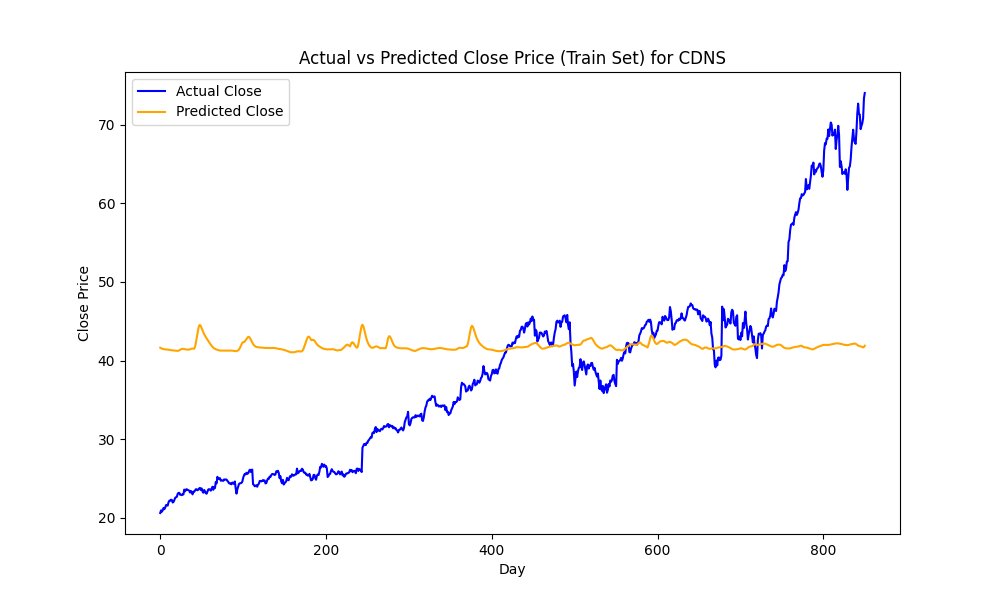 Actual vs Predicted Close Price (Train Set) for CDNS
Actual Close
Predicted Close
Close Price
70
60
50
40
30
20
0 200 400 600 800
Day